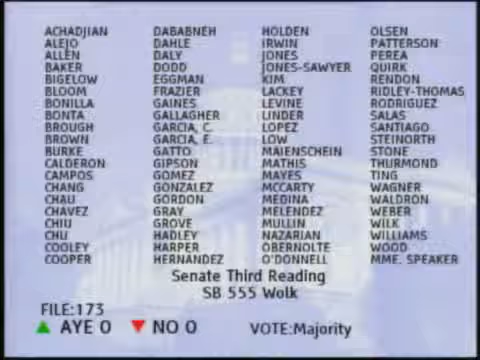 ACHADJIAN DABABNEH HOLDEN OLSEN
ALEJO DAHLE IRWIN PATTERSON
ALLEN DALY JONES PEREA
BAKER DODD JONES-SAWYER QUIRK
BIGELOW EGGMAN KIM RENDON
BLOOM FRAZIER LACKEY RIDLEY-THOMAS
BONILLA GAINES LEVINE RODRIGUEZ
BONTA GALLAGHER LINDER SALAS
BROUGH GARCIA, C. LOPEZ SANTIAGO
BROWN GARCIA, E. LOW STEINORTH
BURKE GATTO MAIENSCHEIN STONE
CALDERON GIPSON MATHIS THURMOND
CAMPOS GOMEZ MAYES TING
CHANG GONZALEZ MCCARTY WAGNER
CHAU GORDON MEDINA WALDRON
CHAVEZ GRAY MELENDEZ WEBER
CHIU GROVE MULLIN WILK
CHU HADLEY NAZARIAN WILLIAMS
COOLEY HARPER OBERNOLTE WOOD
COOPER HERNANDEZ O'DONNELL MME. SPEAKER
Senate Third Reading
SB 555 Wolk
FILE:173
AYE 0 NO 0 VOTE:Majority